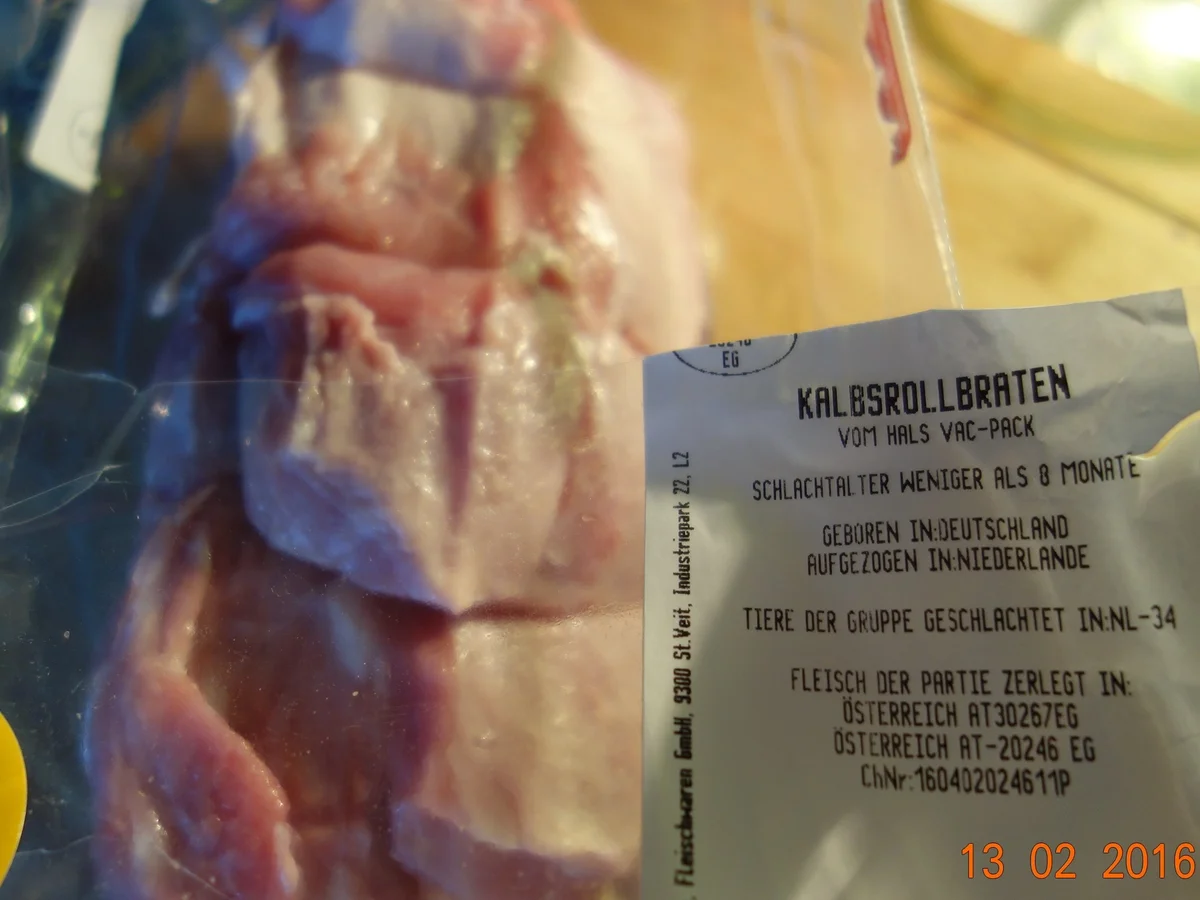 EG
KALBSROLLBRATEN
VOM HALS VAC-PACK
SCHLACHTALTER WENIGER ALS 8 MONATE
GEBOREN IN:DEUTSCHLAND
AUFGEZOGEN IN:NIEDERLANDE
TIERE DER GRUPPE GESCHLACHTET IN:NL-34
FLEISCH DER PARTIE ZERLEGT IN:
ÖSTERREICH AT30267EG
ÖSTERREICH AT-20246 EG
ChNr:160402024611P
Fleischwaren GmbH, 9300 St.Veit, Industriepark 22, L2
13 02 2016